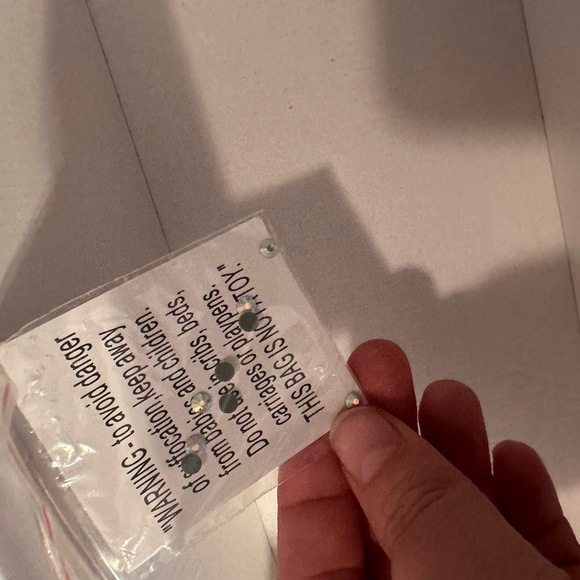 "WARNING - to avoid danger
of suffocation, keep away
from babies and children.
Do not use in cribs, beds,
carriages or playpens.
THIS BAG IS NOT A TOY."